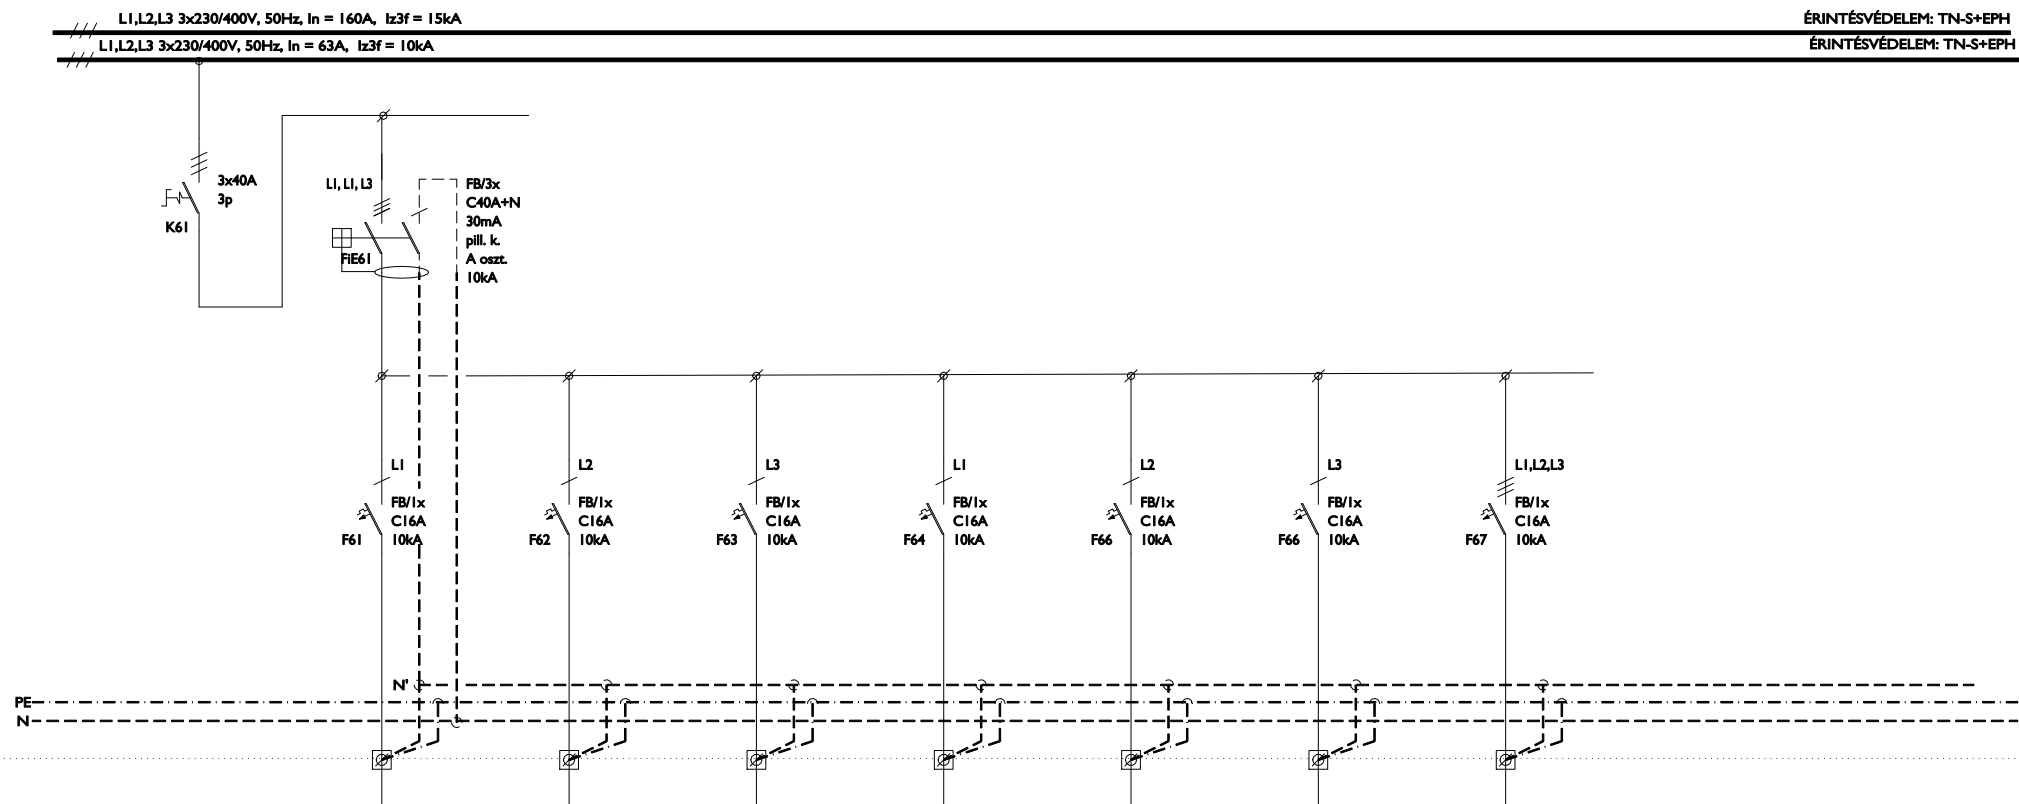 L1,L2,L3 3x230/400V, 50Hz, In = 160A, Iz3f = 15kA
ÉRINTÉSVÉDELEM: TN-S+EPH
L1,L2,L3 3x230/400V, 50Hz, In = 63A, Iz3f = 10kA
ÉRINTÉSVÉDELEM: TN-S+EPH
3x40A
3p
K61
L1, L1, L3
FB/3x
C40A+N
30mA
pill. k.
A oszt.
10kA
FiE61
L1
FB/1x
C16A
10kA
F61
L2
FB/1x
C16A
10kA
F62
L3
FB/1x
C16A
10kA
F63
L1
FB/1x
C16A
10kA
F64
L2
FB/1x
C16A
10kA
F66
L3
FB/1x
C16A
10kA
F66
L1,L2,L3
FB/1x
C16A
10kA
F67
N'
PE
N